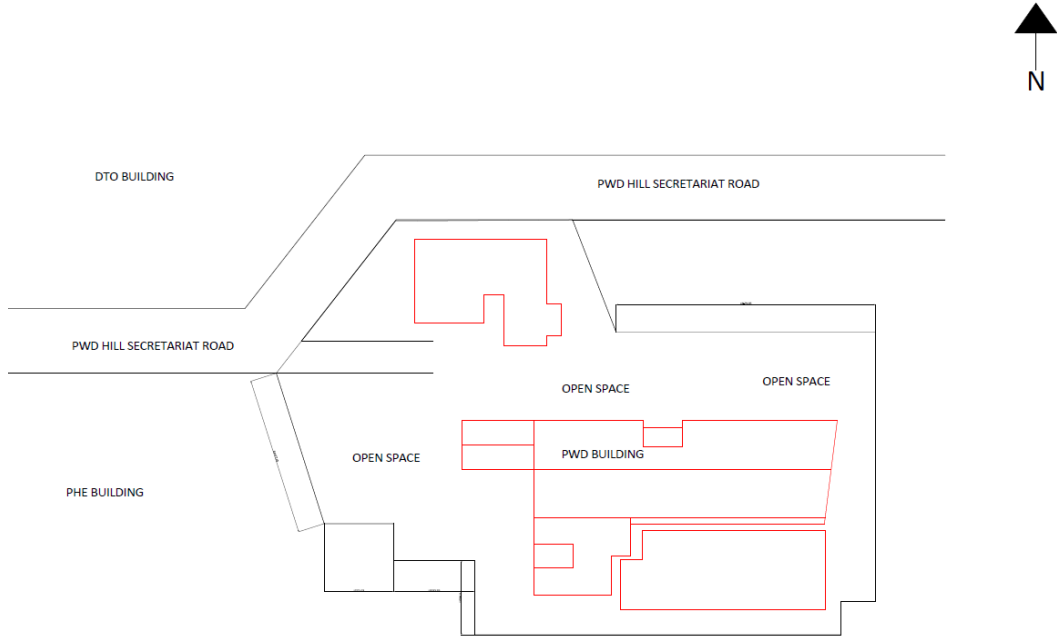 N
DTO BUILDING
PWD HILL SECRETARIAT ROAD
PWD HILL SECRETARIAT ROAD
OPEN SPACE
OPEN SPACE
OPEN SPACE
PWD BUILDING
PHE BUILDING